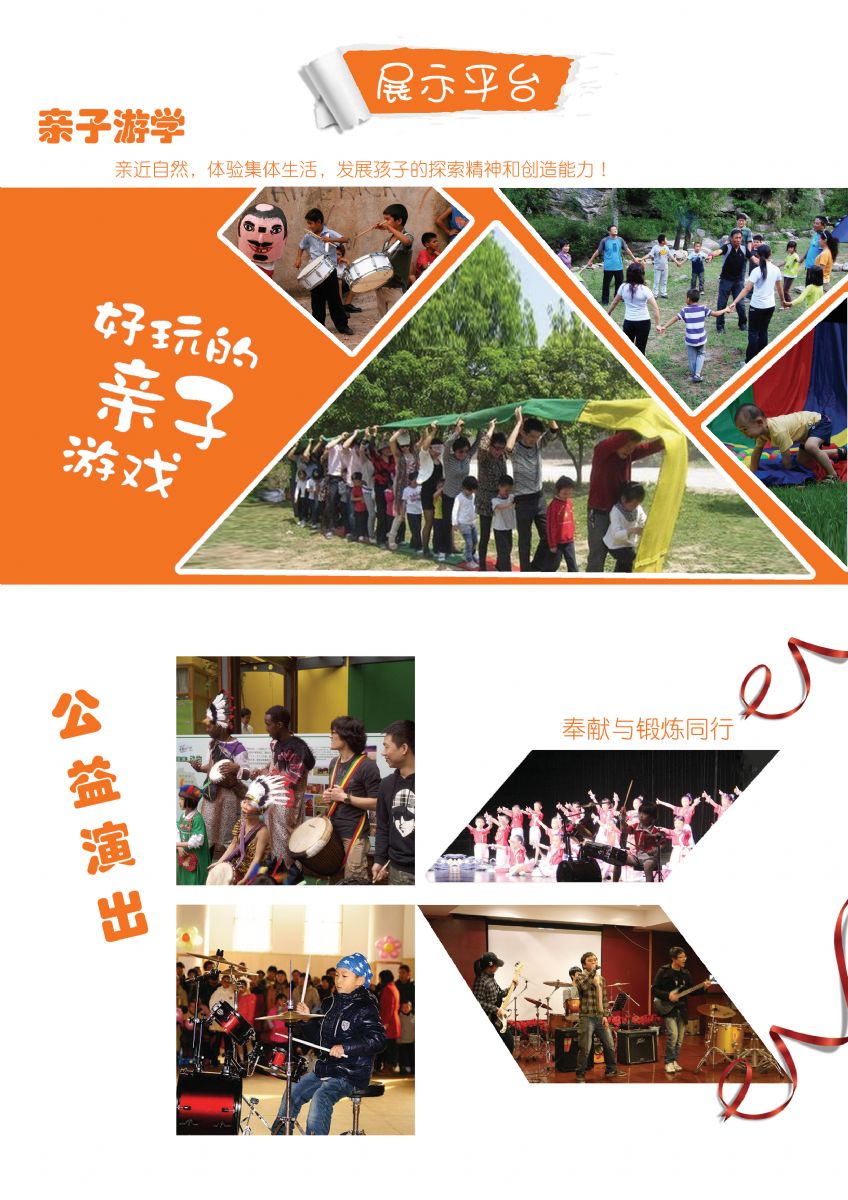 展示平台
亲子游学
亲近自然，体验集体生活，发展孩子的探索精神和创造能力！
好玩的
亲子
游戏
公益演出
奉献与锻炼同行